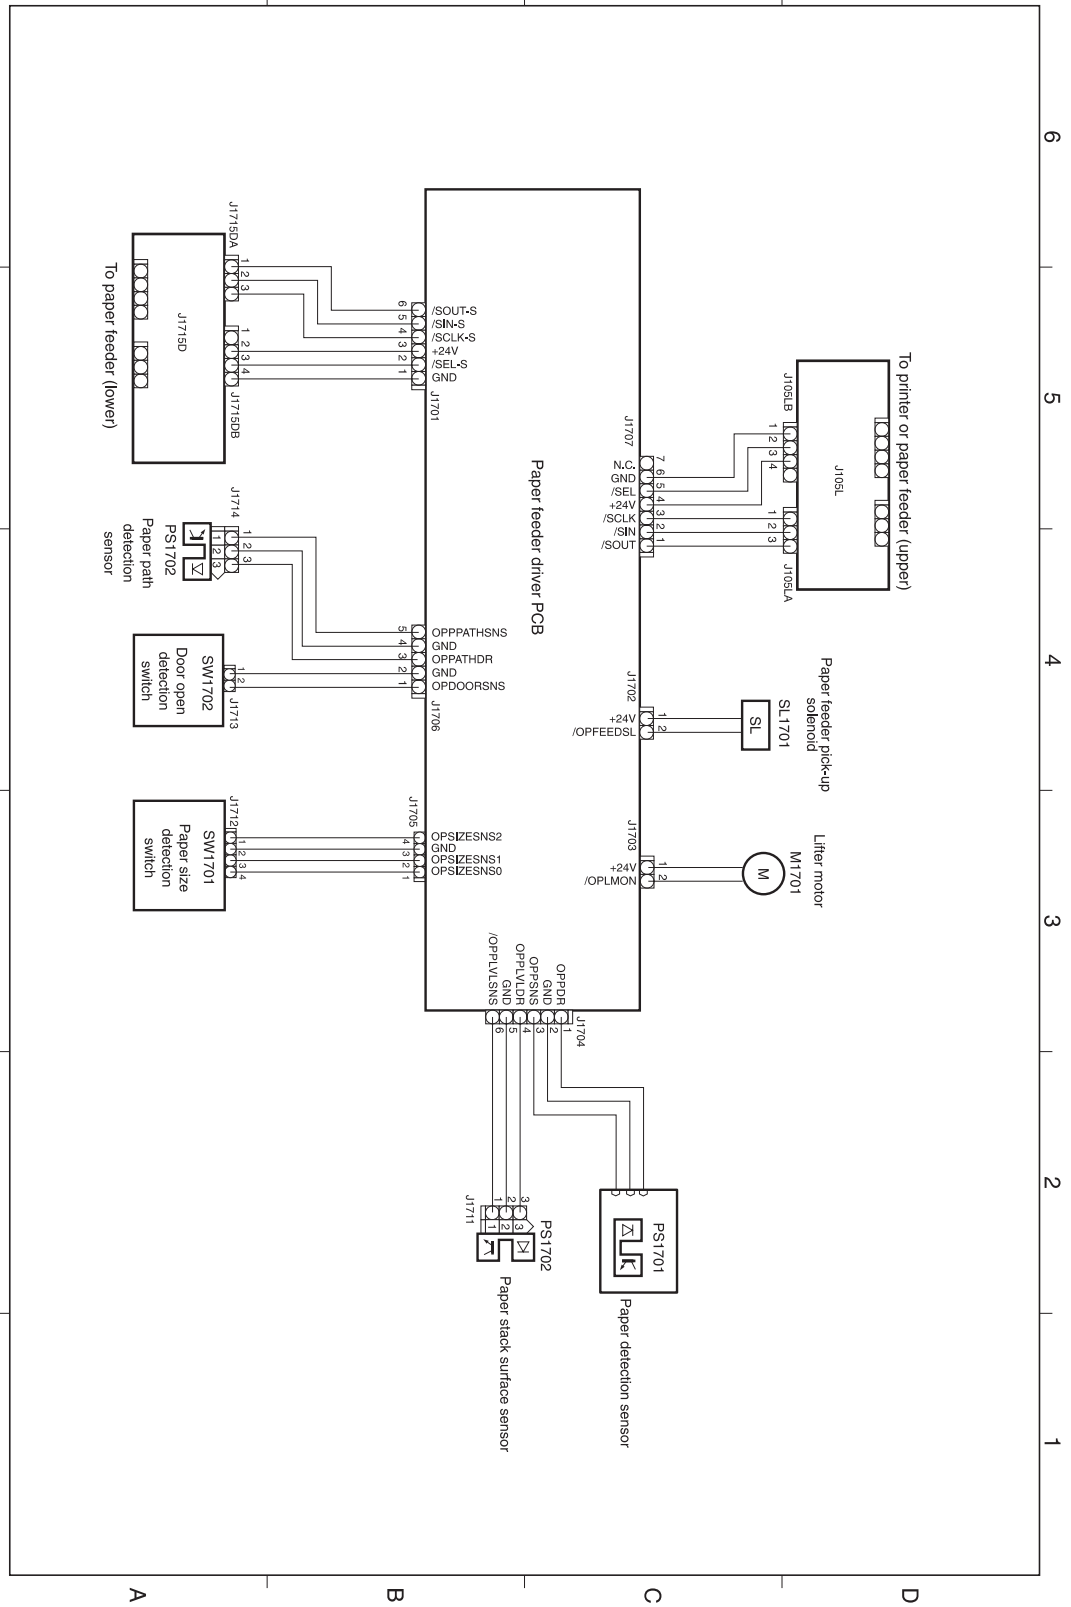 6
5
4
3
2
1
A
B
C
D
To printer or paper feeder (upper)
J105L
J105LB
1
2
3
4
J105LA
1
2
3
Paper feeder pick-up
solenoid
SL1701
SL
Lifter motor
M1701
M
J1707
7
6
5
4
3
2
1
N.C.
GND
/SEL
+24V
/SCLK
/SIN
/SOUT
J1702
1
2
+24V
/OPFEEDSL
J1703
1
2
+24V
/OPLMON
Paper feeder driver PCB
J1704
1
2
3
4
5
6
OPPDR
GND
OPPSNS
OPPLVLDR
GND
/OPPLVLSNS
PS1701
Paper detection sensor
PS1702
Paper stack surface sensor
J1711
3
2
1
3
2
1
6
5
4
3
2
1
/SOUT-S
/SIN-S
/SCLK-S
+24V
/SEL-S
GND
J1701
5
4
3
2
1
OPPPATHSNS
GND
OPPATHDR
GND
OPDOORSNS
J1706
J1705
4
3
2
1
OPSIZESNS2
GND
OPSIZESNS1
OPSIZESNS0
J1715DA
1
2
3
1
2
3
4
J1715DB
J1715D
To paper feeder (lower)
J1714
1
2
3
1
2
3
PS1702
Paper path
detection
sensor
1
2
J1713
SW1702
Door open
detection
switch
J1712
1
2
3
4
SW1701
Paper size
detection
switch